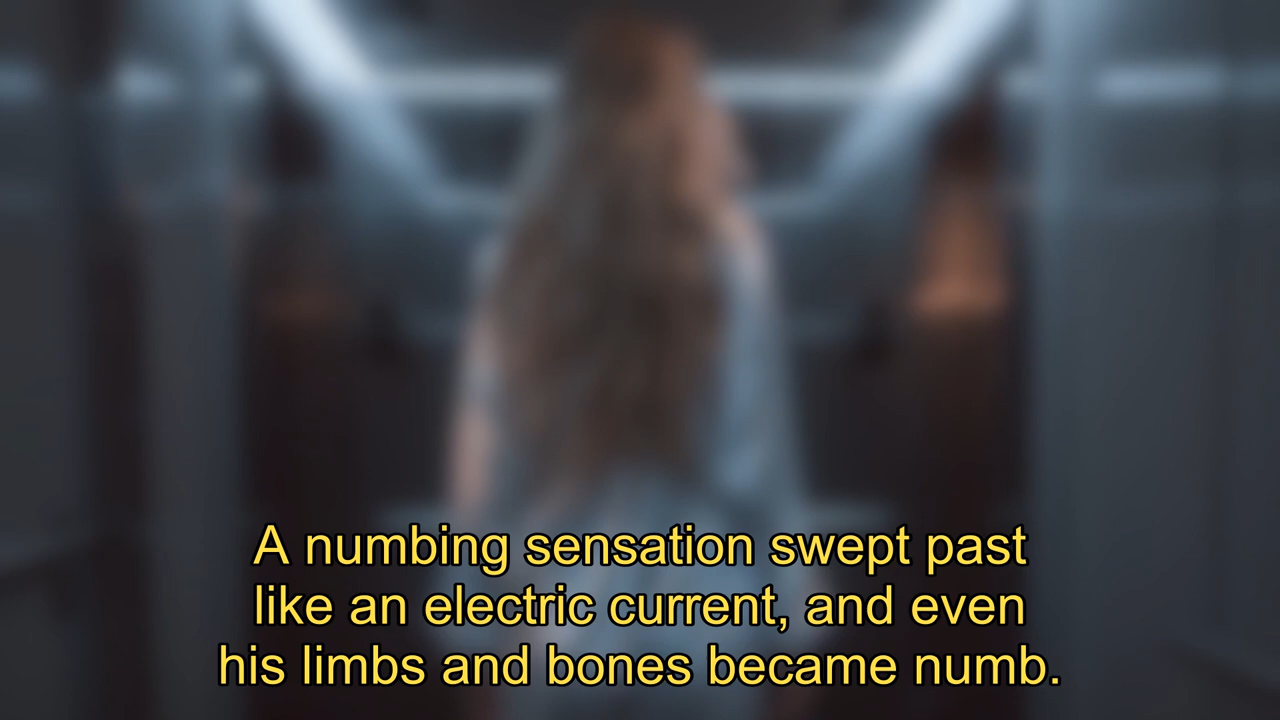 A numbing sensation swept past
like an electric current, and even
his limbs and bones became numb.